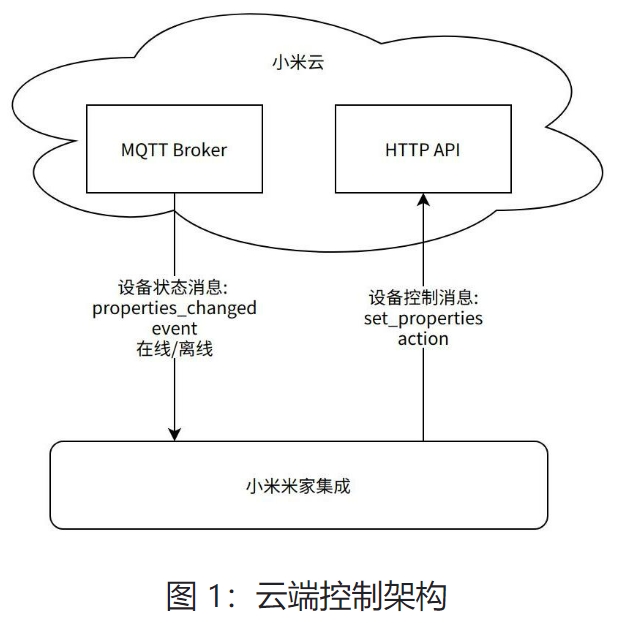 小米云
MQTT Broker
HTTP API
设备状态消息:
properties_changed
event
在线/离线
设备控制消息:
set_properties
action
小米米家集成
图 1：云端控制架构